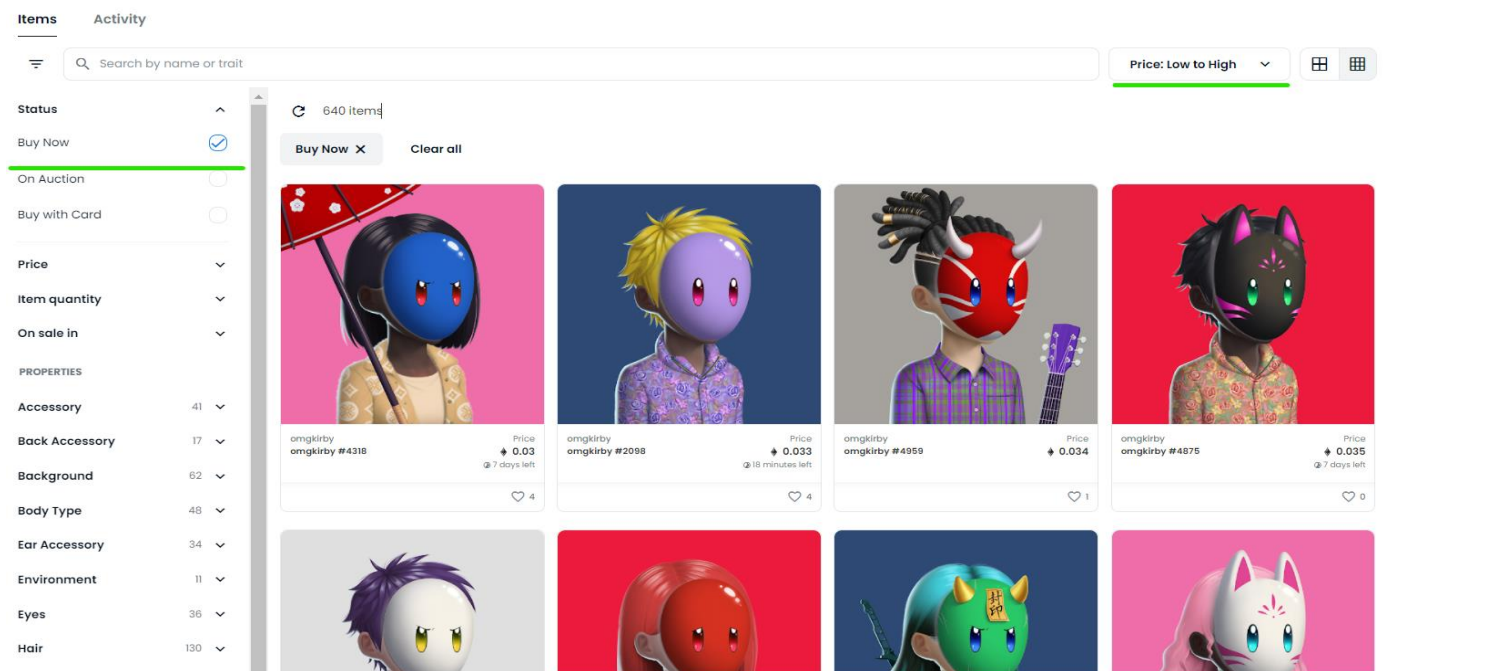 Items
Activity
Search by name or trait
Price: Low to High
Status
Buy Now
On Auction
Buy with Card
Price
Item quantity
On sale in
PROPERTIES
Accessory 41
Back Accessory 17
Background 62
Body Type 48
Ear Accessory 34
Environment 11
Eyes 36
Hair 130
640 items
Buy Now
Clear all
omgkirby Price
omgkirby #4318 0.03
7 days left
4
omgkirby Price
omgkirby #2098 0.033
18 minutes left
4
omgkirby Price
omgkirby #4959 0.034
1
omgkirby Price
omgkirby #4875 0.035
7 days left
0
封
印